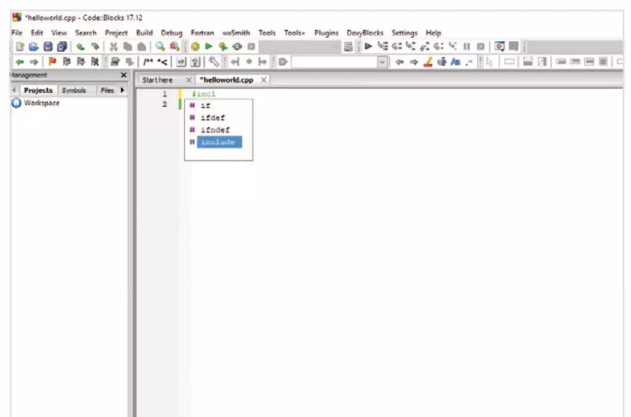 *helloworld.cpp - Code::Blocks 17.12
File Edit View Search Project Build Debug Fortran wxSmith Tools Tools+ Plugins DoxyBlocks Settings Help
/** *<
Management
Projects Symbols Files
Workspace
Start here *helloworld.cpp
1 #incl
2
if
ifdef
ifndef
include